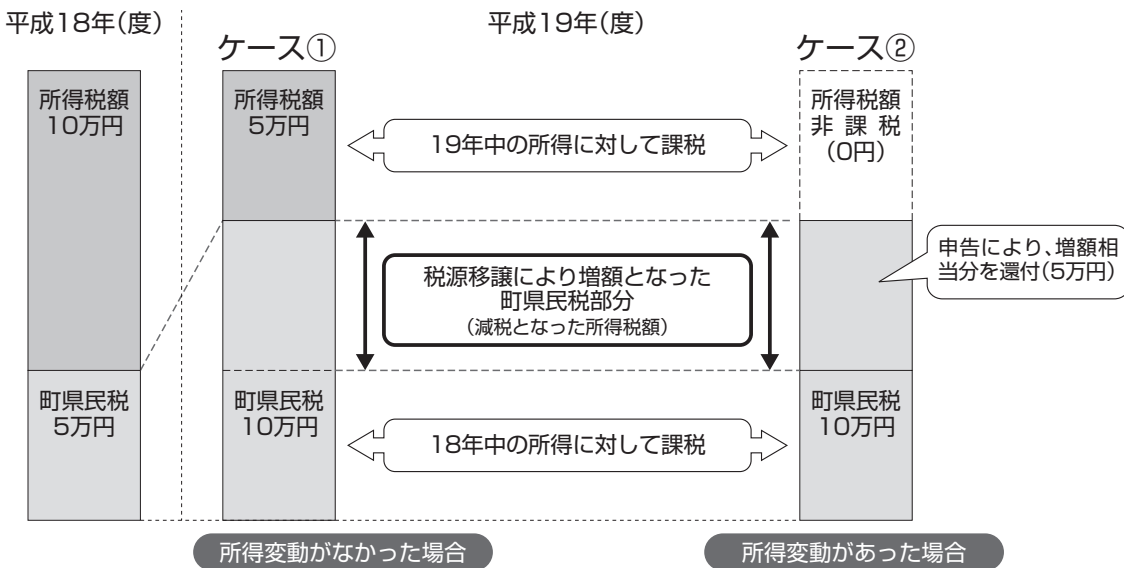 平成18年(度)
平成19年(度)
ケース①
ケース②
所得税額
10万円
所得税額
5万円
19年中の所得に対して課税
所得税額
非課税
(0円)
税源移譲により増額となった
町県民税部分
(減税となった所得税額)
申告により、増額相
当分を還付(5万円)
町県民税
5万円
町県民税
10万円
18年中の所得に対して課税
町県民税
10万円
所得変動がなかった場合
所得変動があった場合